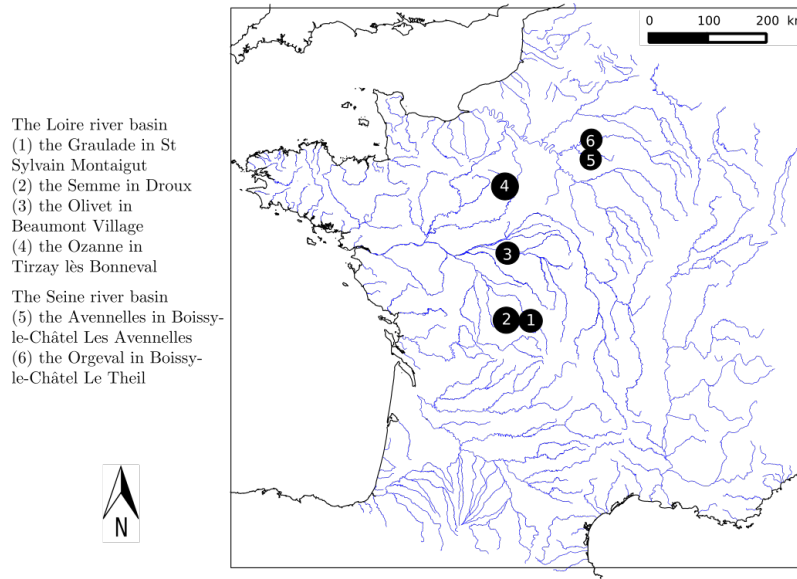 The Loire river basin
(1) the Graulade in St
Sylvain Montaigut
(2) the Semme in Droux
(3) the Olivet in
Beaumont Village
(4) the Ozanne in
Tirzay lès Bonneval
The Seine river basin
(5) the Avennelles in Boissy-
le-Châtel Les Avennelles
(6) the Orgeval in Boissy-
le-Châtel Le Theil
N
0 100 200 km
6
5
4
3
2 1